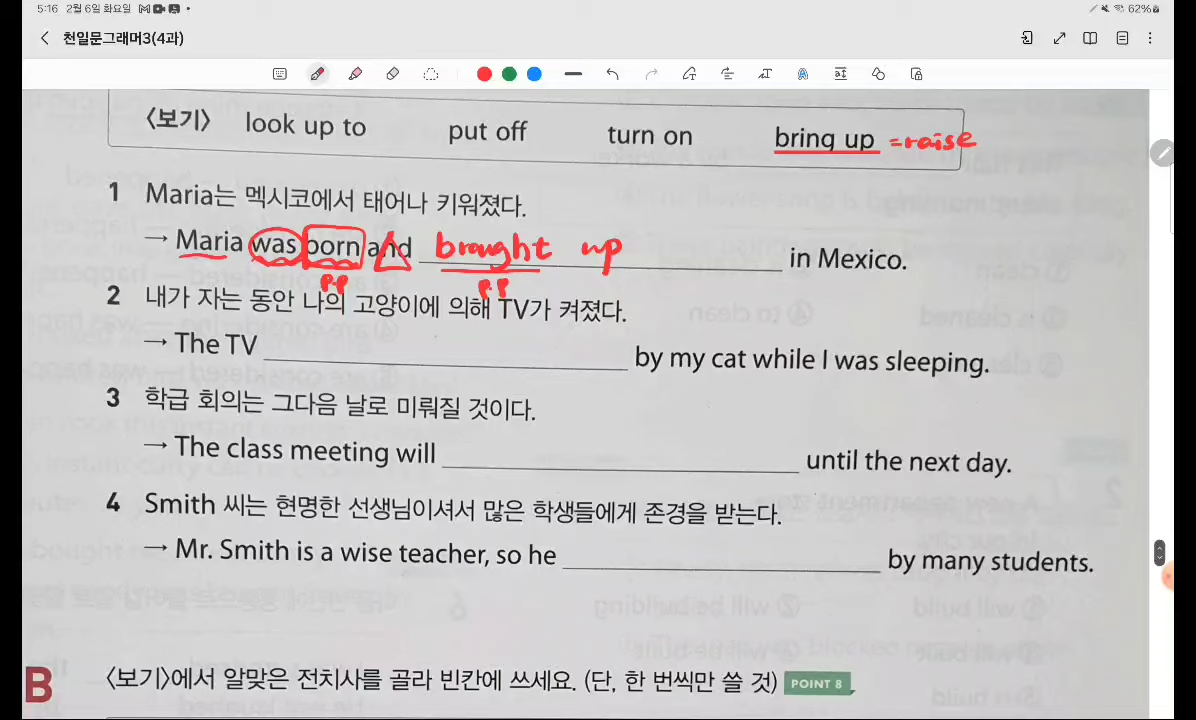 5:16 2월 6일 화요일
62%
천일문그래머3(4과)
〈보기〉 look up to put off turn on bring up =raise
1 Maria는 멕시코에서 태어나 키워졌다.
→ Maria was born and brought up in Mexico.
pp pp
2 내가 자는 동안 나의 고양이에 의해 TV가 켜졌다.
→ The TV by my cat while I was sleeping.
3 학급 회의는 그다음 날로 미뤄질 것이다.
→ The class meeting will until the next day.
4 Smith 씨는 현명한 선생님이셔서 많은 학생들에게 존경을 받는다.
→ Mr. Smith is a wise teacher, so he by many students.
B 〈보기〉에서 알맞은 전치사를 골라 빈칸에 쓰세요. (단, 한 번씩만 쓸 것) POINT 8